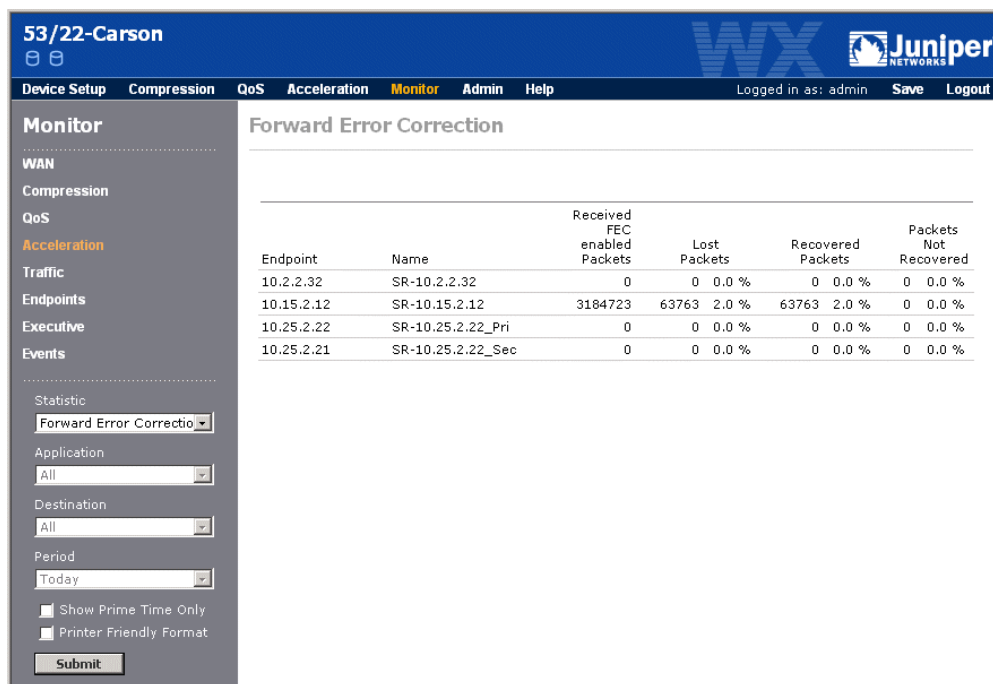 53/22-Carson
WX
Juniper
NETWORKS
Device Setup Compression QoS Acceleration Monitor Admin Help Logged in as: admin Save Logout
Monitor
WAN
Compression
QoS
Acceleration
Traffic
Endpoints
Executive
Events
Statistic
Forward Error Correctio
Application
All
Destination
All
Period
Today
Show Prime Time Only
Printer Friendly Format
Submit
Forward Error Correction
Endpoint Name Received FEC enabled Packets Lost Packets Recovered Packets Packets Not Recovered
10.2.2.32 SR-10.2.2.32 0 0 0.0 % 0 0.0 % 0 0.0 %
10.15.2.12 SR-10.15.2.12 3184723 63763 2.0 % 63763 2.0 % 0 0.0 %
10.25.2.22 SR-10.25.2.22_Pri 0 0 0.0 % 0 0.0 % 0 0.0 %
10.25.2.21 SR-10.25.2.22_Sec 0 0 0.0 % 0 0.0 % 0 0.0 %